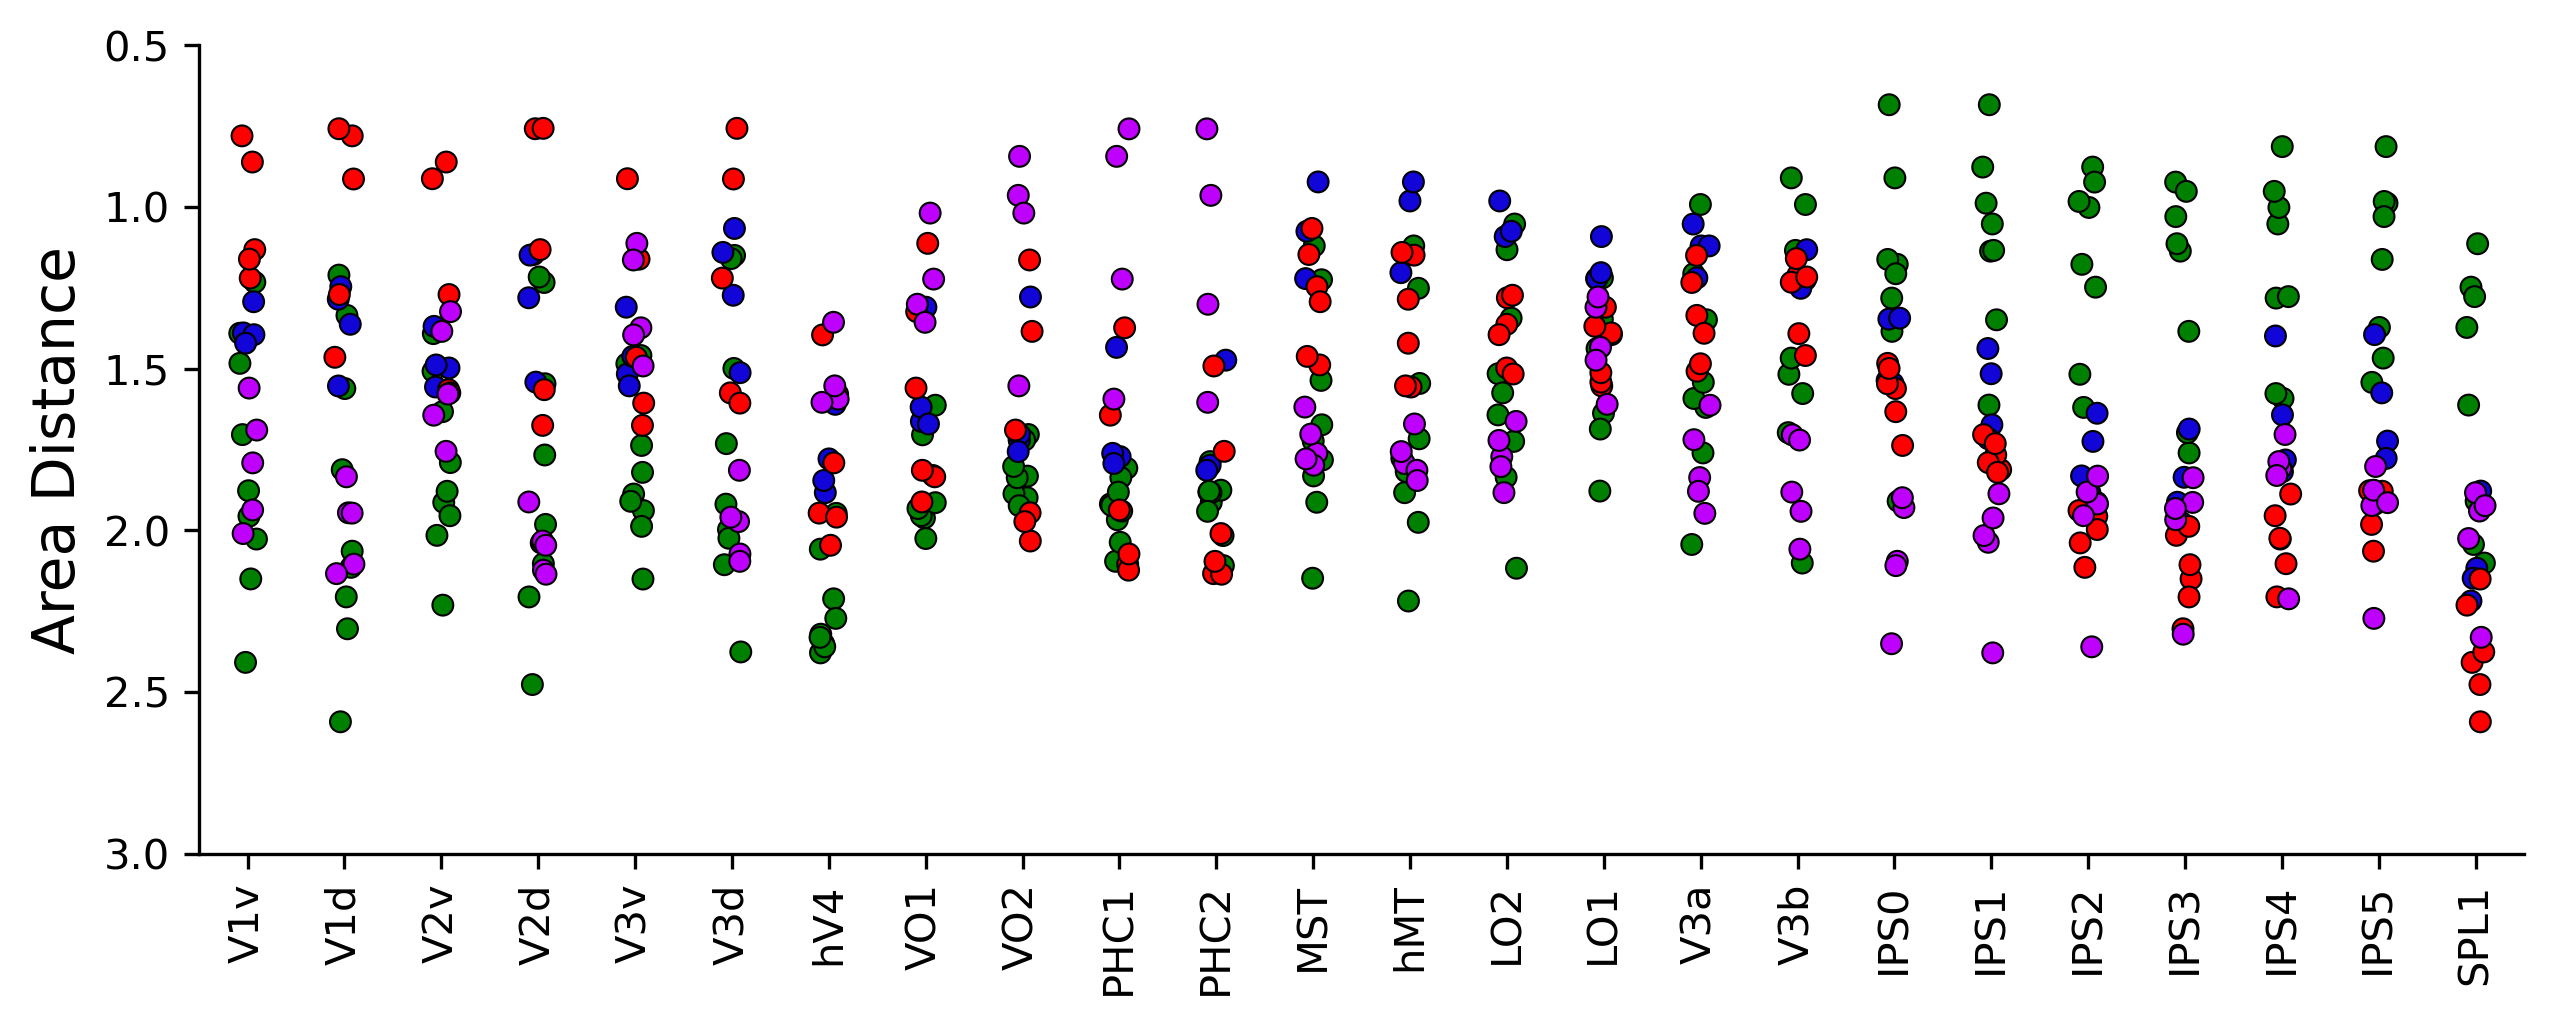 0.5
1.0
1.5
2.0
2.5
3.0
Area Distance
V1v
V1d
V2v
V2d
V3v
V3d
hV4
VO1
VO2
PHC1
PHC2
MST
hMT
LO2
LO1
V3a
V3b
IPS0
IPS1
IPS2
IPS3
IPS4
IPS5
SPL1